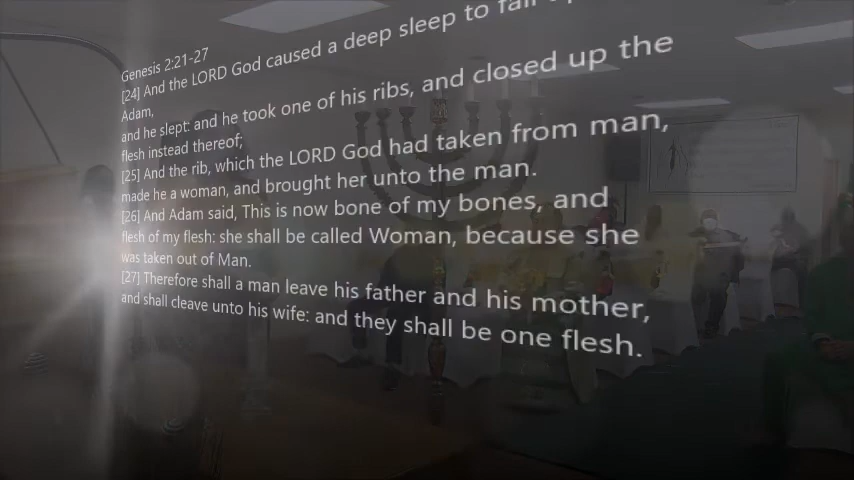 Genesis 2:21-27
[24] And the LORD God caused a deep sleep to fall
Adam,
and he slept: and he took one of his ribs, and closed up the
flesh instead thereof;
[25] And the rib, which the LORD God had taken from man,
made he a woman, and brought her unto the man.
[26] And Adam said, This is now bone of my bones, and
flesh of my flesh: she shall be called Woman, because she
was taken out of Man.
[27] Therefore shall a man leave his father and his mother,
and shall cleave unto his wife: and they shall be one flesh.